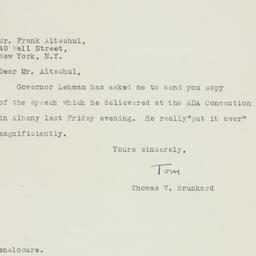 Mr. Frank Altschul,
40 Wall Street,
New York, N.Y.
Dear Mr. Altschul,
Governor Lehman has asked me to send you copy
of the speech which he delievered at the ADA Convention
in Albany last Friday evening. He really"put it over"
magnificiently.
Yours sincerely,
Tom
Thomas V. Brunkard
enclosure.